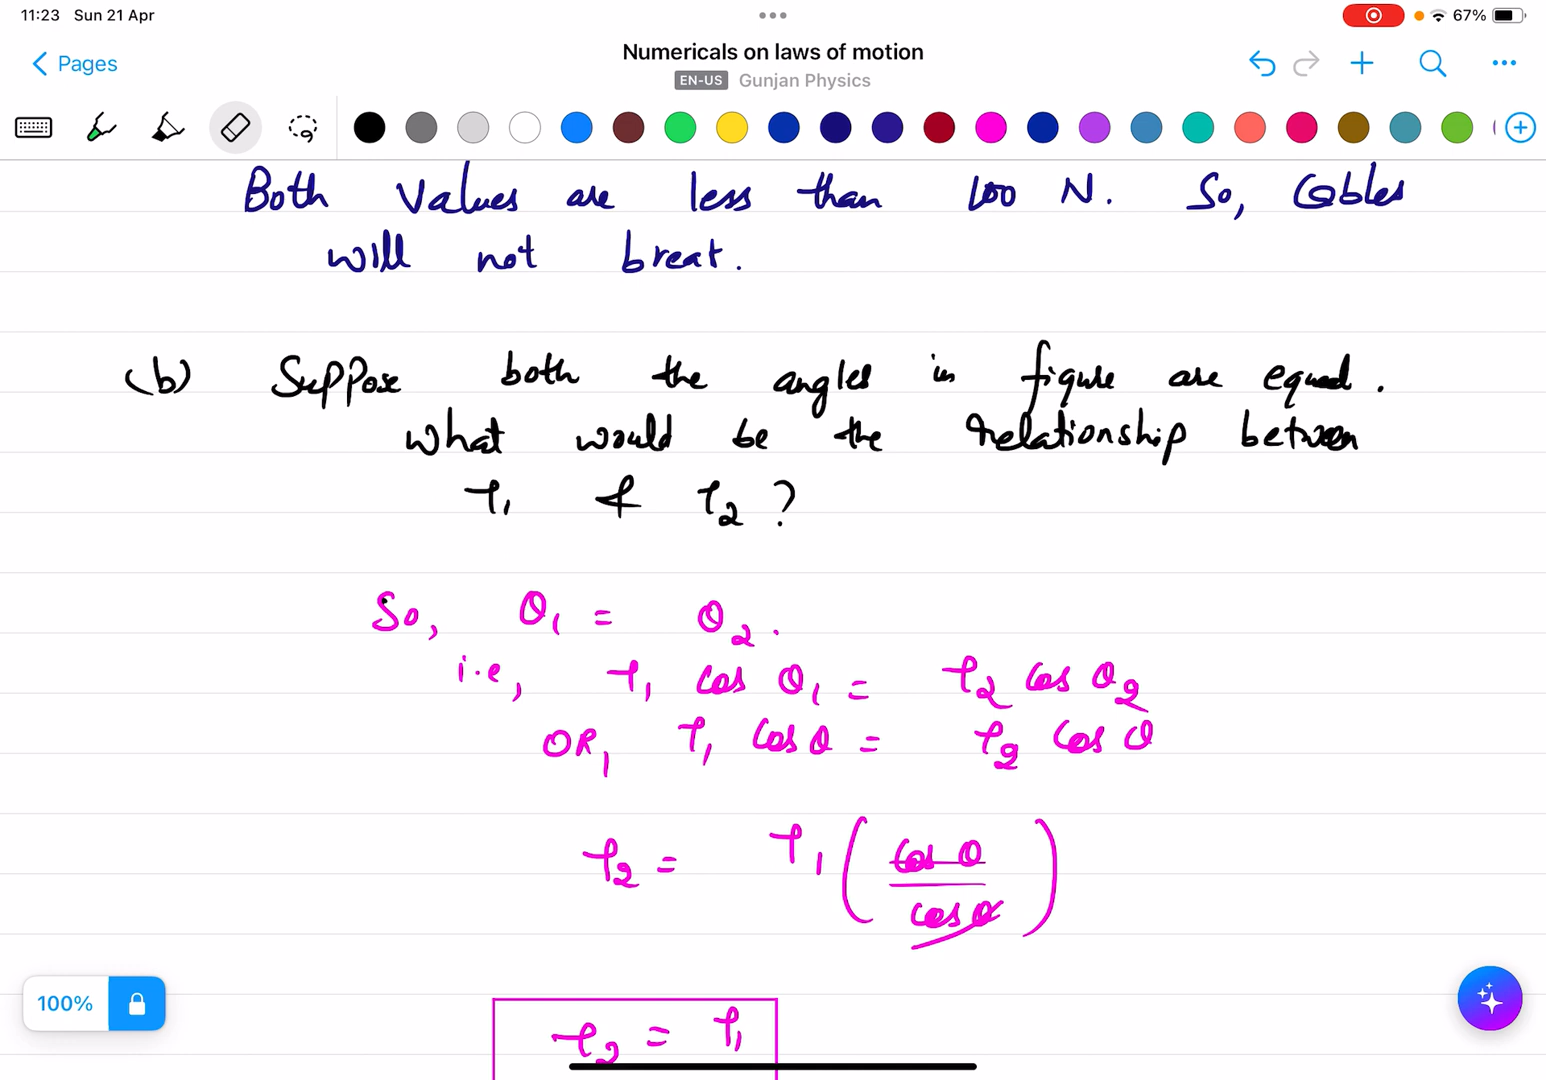 11:23 Sun 21 Apr
67%
Pages
Numericals on laws of motion
EN-US Gunjan Physics
Both values are less than 100 N. So, Cables
will not break.
(b) Suppose both the angles in figure are equal.
What would be the relationship between
T₁ & T₂ ?
So, θ₁ = θ₂.
i.e, T₁ cos θ₁ = T₂ cos θ₂
OR, T₁ cos θ = T₂ cos θ
T₂ = T₁ (cos θ / cos θ)
T₂ = T₁
100%